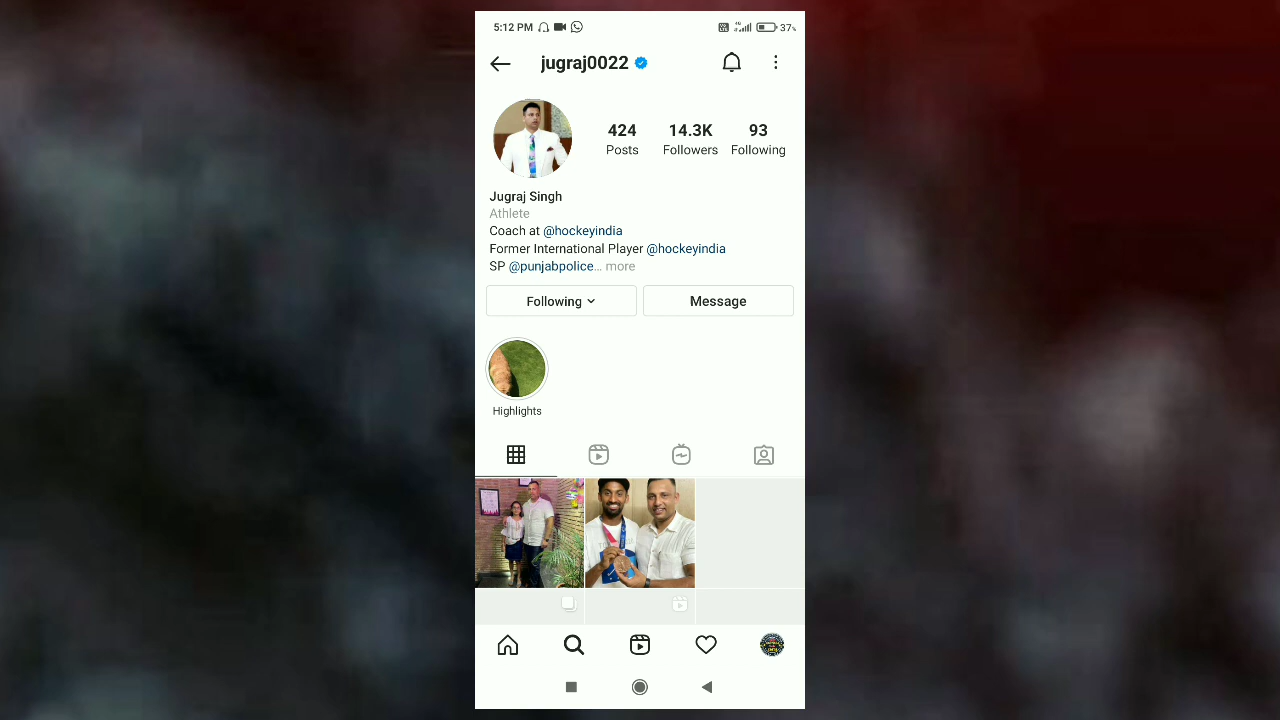 5:12 PM 37%
jugraj0022
424 14.3K 93
Posts Followers Following
Jugraj Singh
Athlete
Coach at @hockeyindia
Former International Player @hockeyindia
SP @punjabpolice... more
Following Message
Highlights